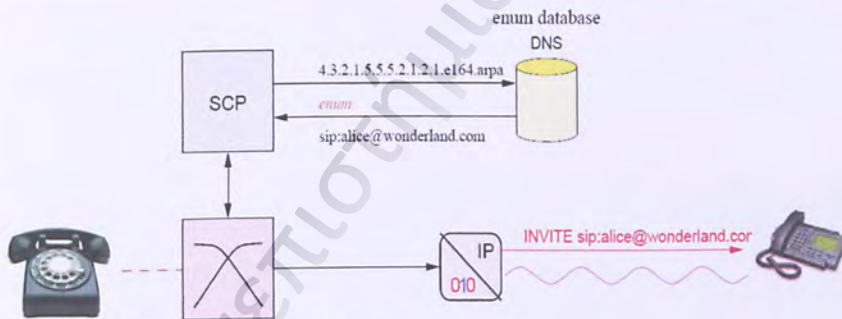 enum database
DNS
4.3.2.1.5.5.5.2.1.2.1.e164.arpa
SCP
enum
sip:alice@wonderland.com
IP
INVITE sip:alice@wonderland.cor
010